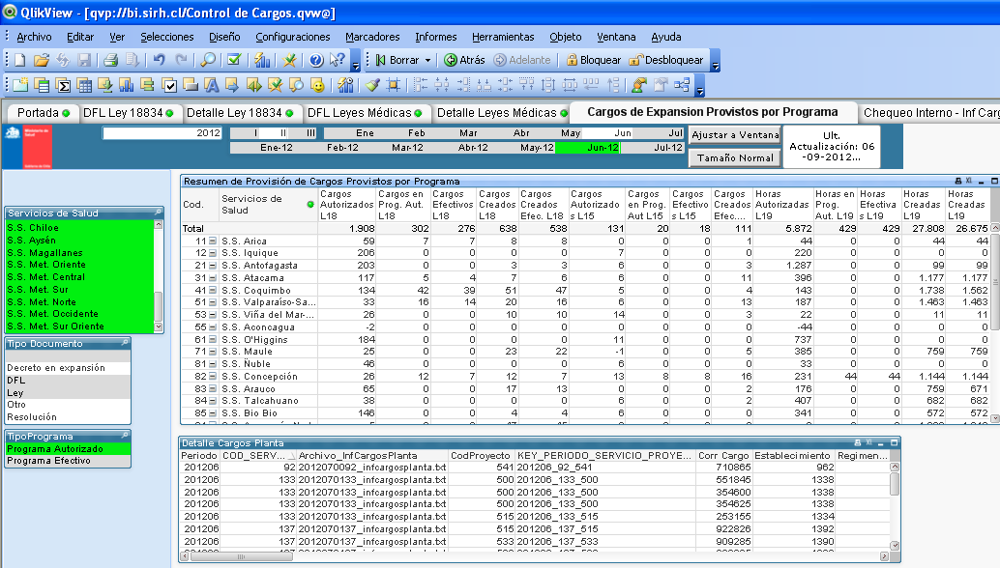 QlikView - [qvp://bi.sirh.cl/Control de Cargos.qvw@]
Archivo Editar Ver Selecciones Diseño Configuraciones Marcadores Informes Herramientas Objeto Ventana Ayuda
Borrar Atrás Adelante Bloquear Desbloquear
Portada DFL Ley 18834 Detalle Ley 18834 DFL Leyes Médicas Detalle Leyes Médicas Cargos de Expansion Provistos por Programa Chequeo Interno - Inf Carg
2012 I II III Ene Feb Mar Abr May Jun Jul Ajustar a Ventana
Ene-12 Feb-12 Mar-12 Abr-12 May-12 Jun-12 Jul-12 Tamaño Normal
Ult.
Actualización: 06
-09-2012...
Servicios de Salud
S.S. Chiloe
S.S. Aysén
S.S. Magallanes
S.S. Met. Oriente
S.S. Met. Central
S.S. Met. Sur
S.S. Met. Norte
S.S. Met. Occidente
S.S. Met. Sur Oriente
Tipo Documento
Decreto en expansión
DFL
Ley
Otro
Resolución
TipoPrograma
Programa Autorizado
Programa Efectivo
Resumen de Provisión de Cargos Provistos por Programa
Cod. Servicios de Salud Cargos Autorizados L18 Cargos en Prog. Aut. L18 Cargos Efectivos L18 Cargos Creados L18 Cargos Creados Efec. L18 Cargos Autorizado s L15 Cargos en Prog. Aut L15 Cargos Efectivo s L15 Cargos Creados Efec.... Horas Autorizadas L19 Horas en Prog. Aut. L19 Horas Efectiva s L19 Horas Creadas L19 Horas Creadas L19
Total 1.908 302 276 638 538 131 20 18 111 5.872 429 429 27.808 26.675
11 S.S. Arica 59 7 7 8 8 0 0 0 1 44 0 0 44 44
12 S.S. Iquique 206 0 0 0 0 7 0 0 0 220 0 0 0 0
21 S.S. Antofagasta 203 0 0 3 3 6 0 0 3 1.287 0 0 99 99
31 S.S. Atacama 117 5 4 7 6 6 0 0 11 396 0 0 1.177 1.177
41 S.S. Coquimbo 134 42 39 51 47 5 0 0 4 143 0 0 1.738 1.562
51 S.S. Valparaíso-Sa... 33 16 14 20 16 6 0 0 13 187 0 0 1.463 1.463
53 S.S. Viña del Mar-... 26 0 0 10 10 14 0 0 3 22 0 0 11 11
55 S.S. Aconcagua -2 0 0 0 0 0 0 0 0 -44 0 0 0 0
61 S.S. O'Higgins 184 0 0 0 0 11 0 0 0 737 0 0 0 0
71 S.S. Maule 25 0 0 23 22 -1 0 0 5 385 0 0 759 759
81 S.S. Ñuble 46 0 0 0 0 6 0 0 0 33 0 0 0 0
82 S.S. Concepción 26 12 7 12 7 13 8 8 16 231 44 44 1.144 1.144
83 S.S. Arauco 65 0 0 17 13 0 0 0 2 176 0 0 759 671
84 S.S. Talcahuano 38 0 0 0 0 6 0 0 2 407 0 0 682 682
85 S.S. Bio Bio 146 0 0 4 4 6 0 0 0 341 0 0 572 572
Detalle Cargos Planta
Periodo COD_SERV... Archivo_InfCargosPlanta CodProyecto KEY_PERIODO_SERVICIO_PROYE... Corr Cargo Establecimiento Regimen...
201206 92 2012070092_infcargosplanta.txt 541 201206_92_541 710865 962
201206 133 2012070133_infcargosplanta.txt 500 201206_133_500 551845 1338
201206 133 2012070133_infcargosplanta.txt 500 201206_133_500 354600 1338
201206 133 2012070133_infcargosplanta.txt 500 201206_133_500 354625 1338
201206 133 2012070133_infcargosplanta.txt 515 201206_133_515 253155 1334
201206 137 2012070137_infcargosplanta.txt 515 201206_137_515 922826 1392
201206 137 2012070137_infcargosplanta.txt 533 201206_137_533 909285 1390